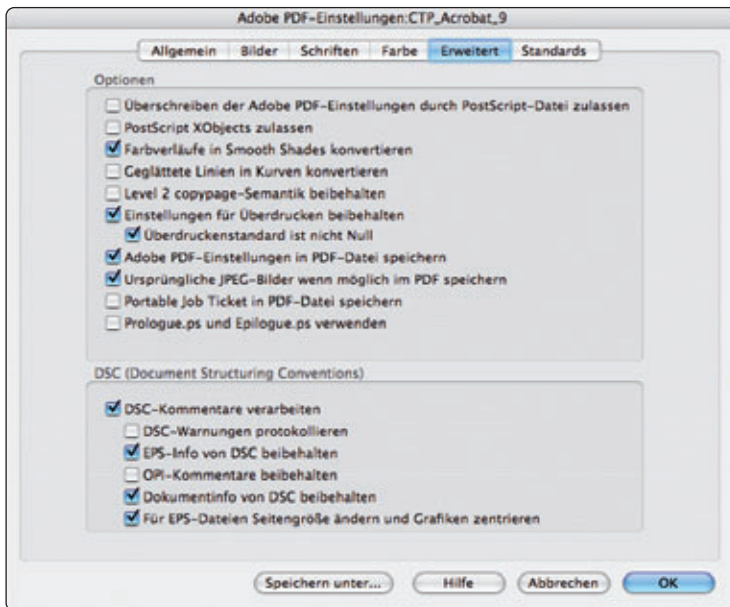 Adobe PDF-Einstellungen:CTP_Acrobat_9
Allgemein Bilder Schriften Farbe Erweitert Standards
Optionen
Überschreiben der Adobe PDF-Einstellungen durch PostScript-Datei zulassen
PostScript XObjects zulassen
Farbverläufe in Smooth Shades konvertieren
Geglättete Linien in Kurven konvertieren
Level 2 copypage-Semantik beibehalten
Einstellungen für Überdrucken beibehalten
Überdruckenstandard ist nicht Null
Adobe PDF-Einstellungen in PDF-Datei speichern
Ursprüngliche JPEG-Bilder wenn möglich im PDF speichern
Portable Job Ticket in PDF-Datei speichern
Prologue.ps und Epilogue.ps verwenden
DSC (Document Structuring Conventions)
DSC-Kommentare verarbeiten
DSC-Warnungen protokollieren
EPS-Info von DSC beibehalten
OPI-Kommentare beibehalten
Dokumentinfo von DSC beibehalten
Für EPS-Dateien Seitengröße ändern und Grafiken zentrieren
Speichern unter... Hilfe Abbrechen OK